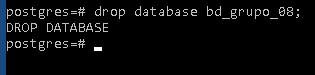 postgres=# drop database bd_grupo_08;
DROP DATABASE
postgres=#